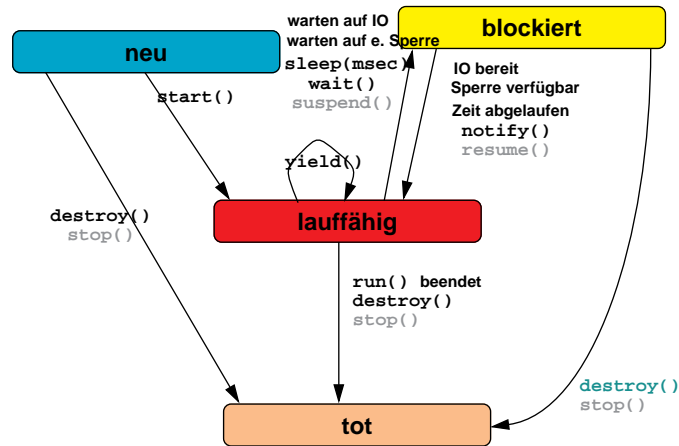 warten auf IO
warten auf e. Sperre
blockiert
neu
sleep(msec)
wait()
suspend()
IO bereit
Sperre verfügbar
Zeit abgelaufen
notify()
resume()
start()
yield()
lauffähig
destroy()
stop()
run() beendet
destroy()
stop()
destroy()
stop()
tot